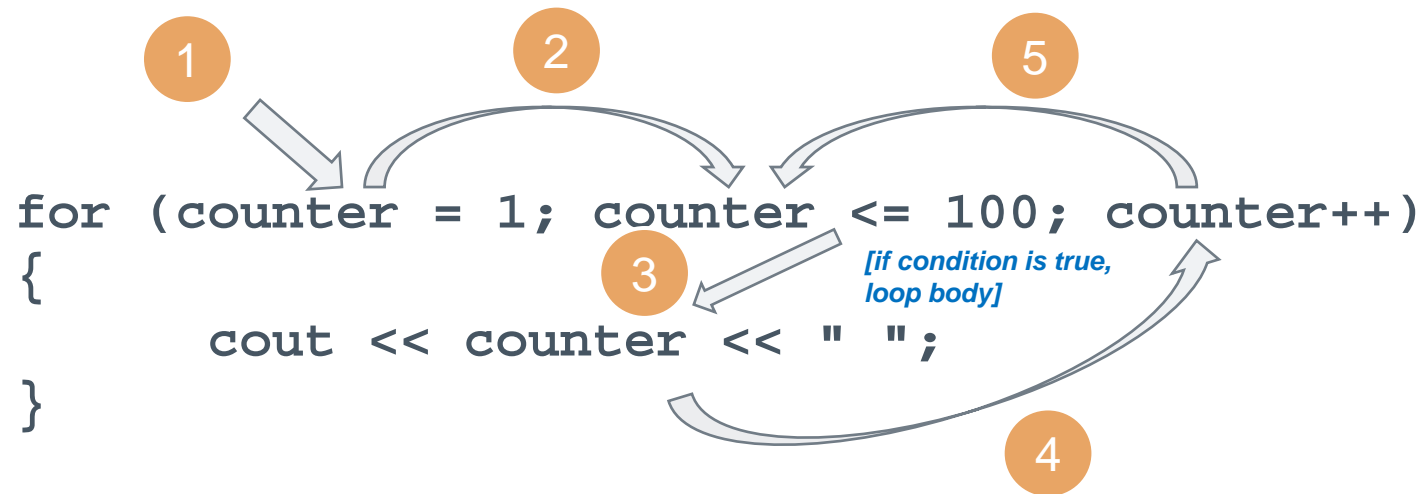 1
2
5
for (counter = 1; counter <= 100; counter++)
{
3
[if condition is true,
loop body]
cout << counter << " ";
}
4